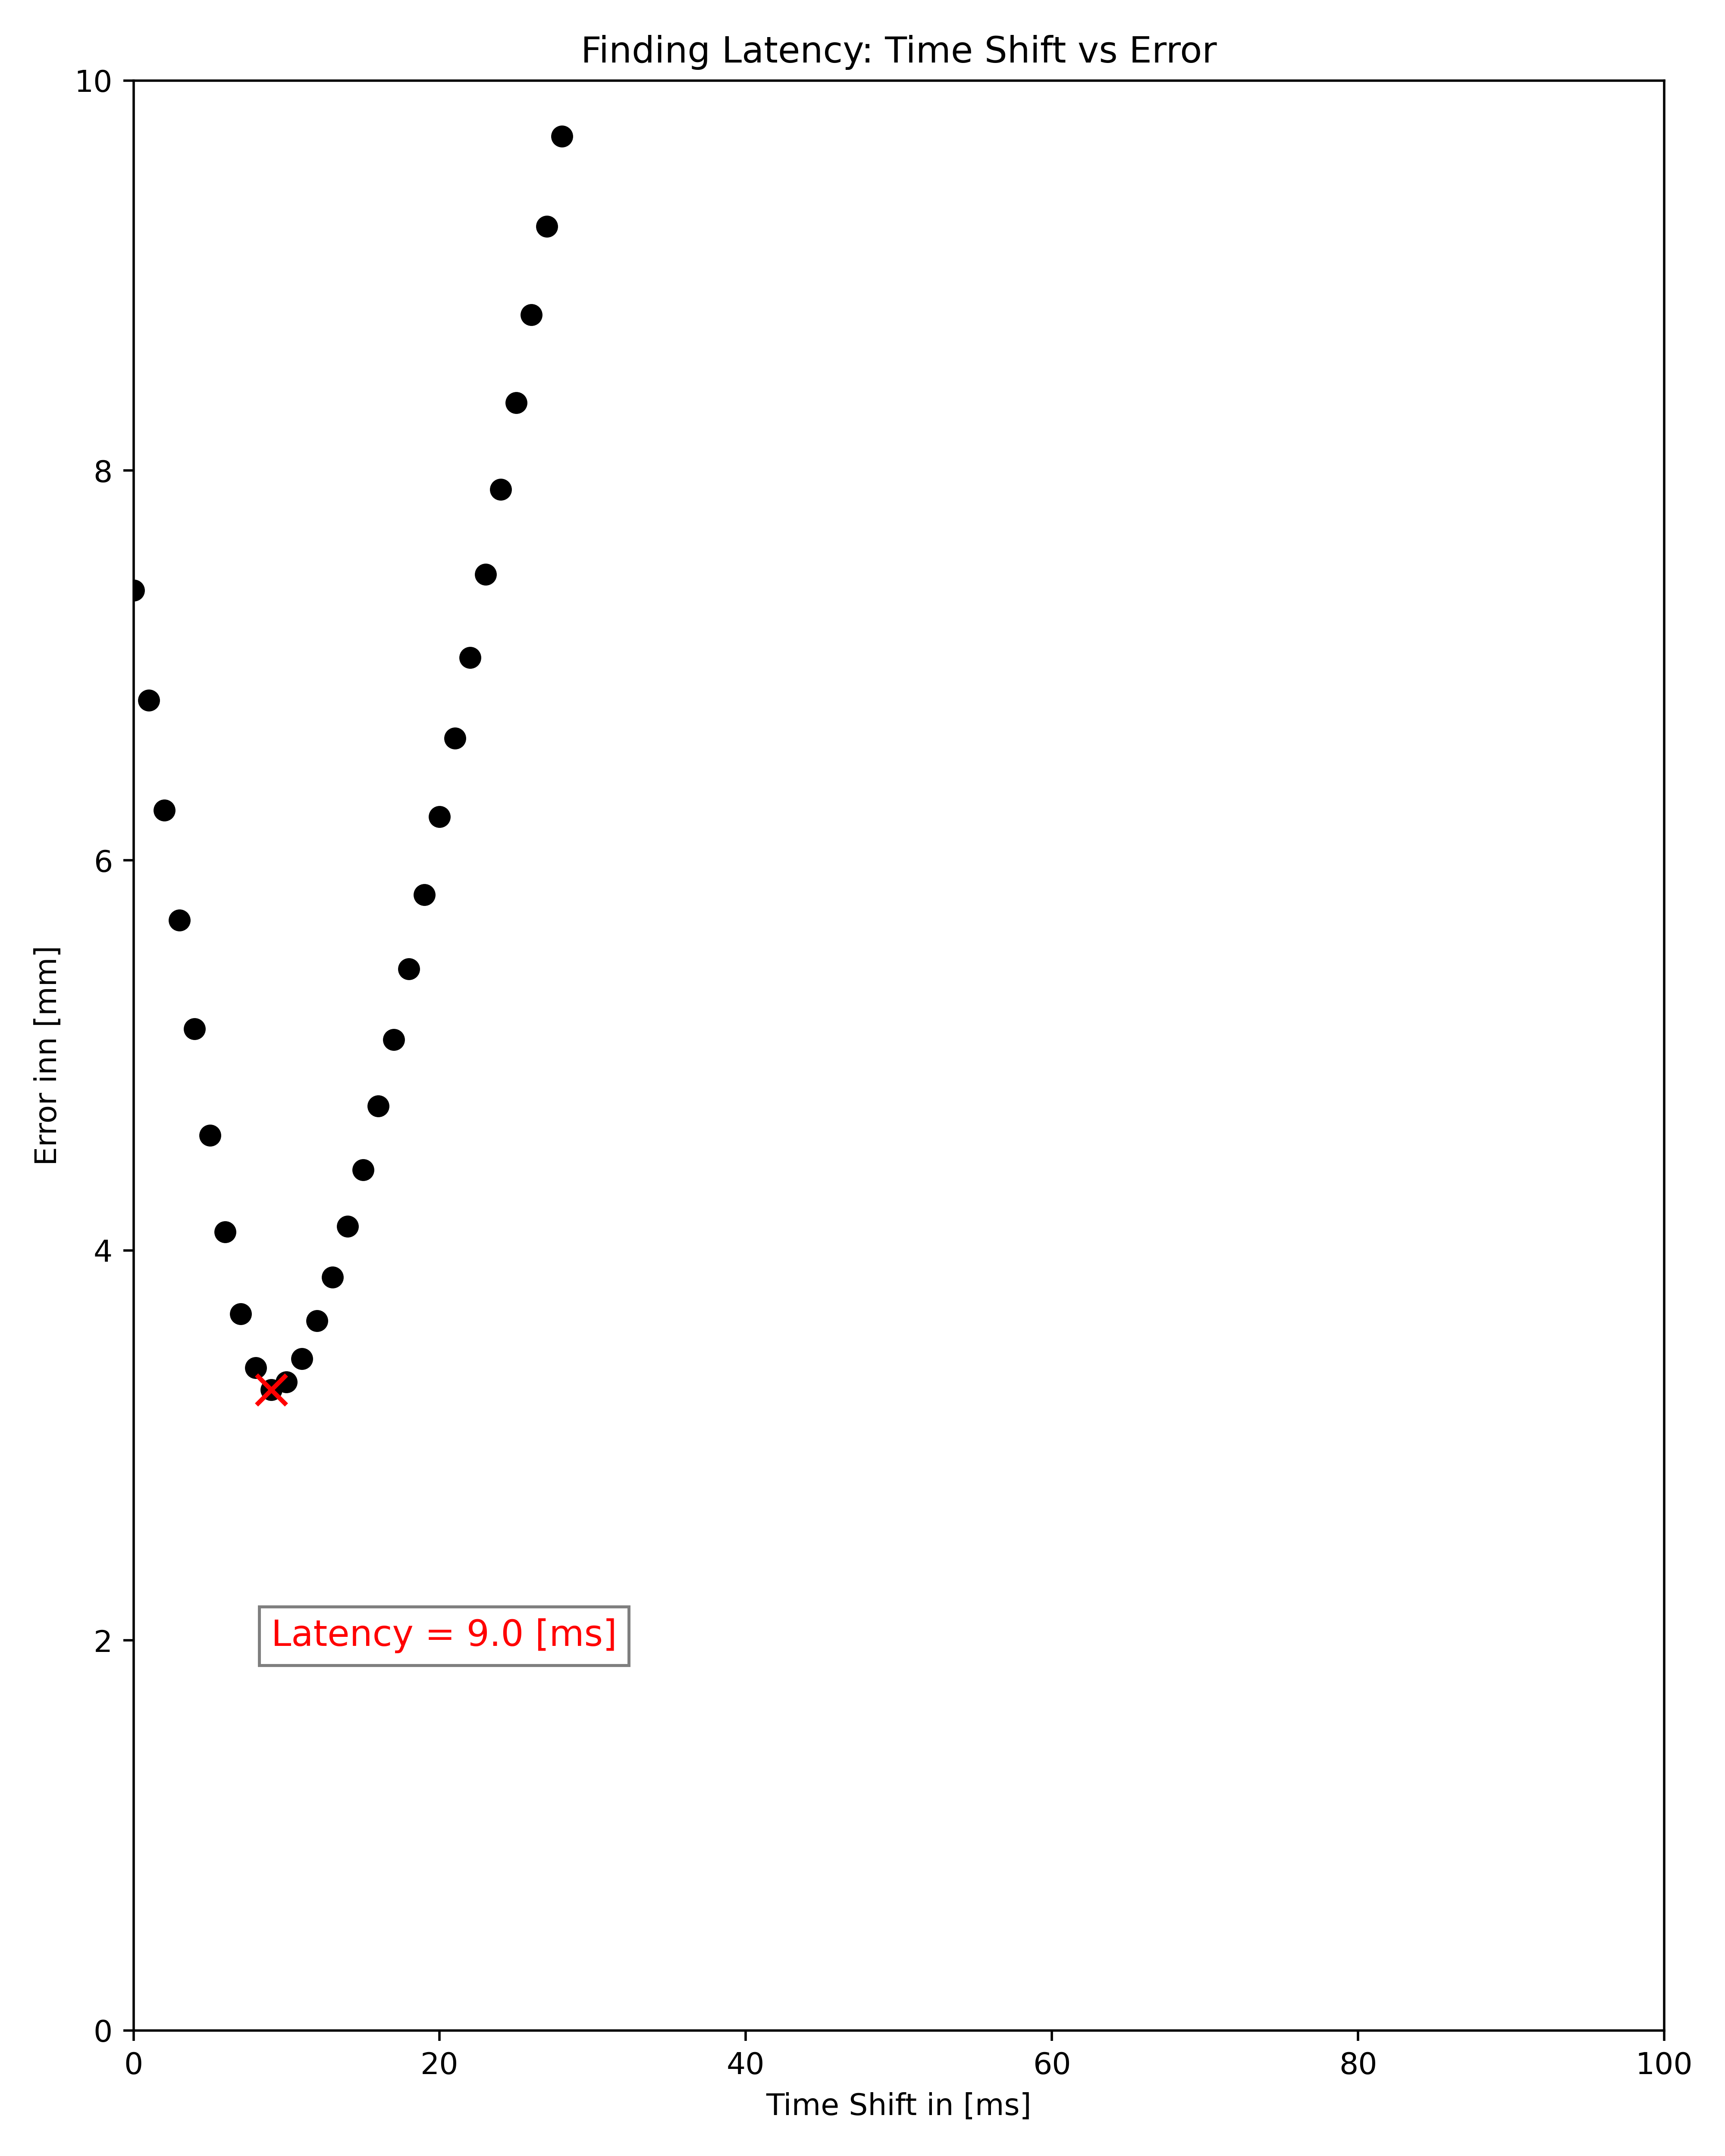 Finding Latency: Time Shift vs Error
10
8
6
4
2
0
Error inn [mm]
Latency = 9.0 [ms]
0 20 40 60 80 100
Time Shift in [ms]